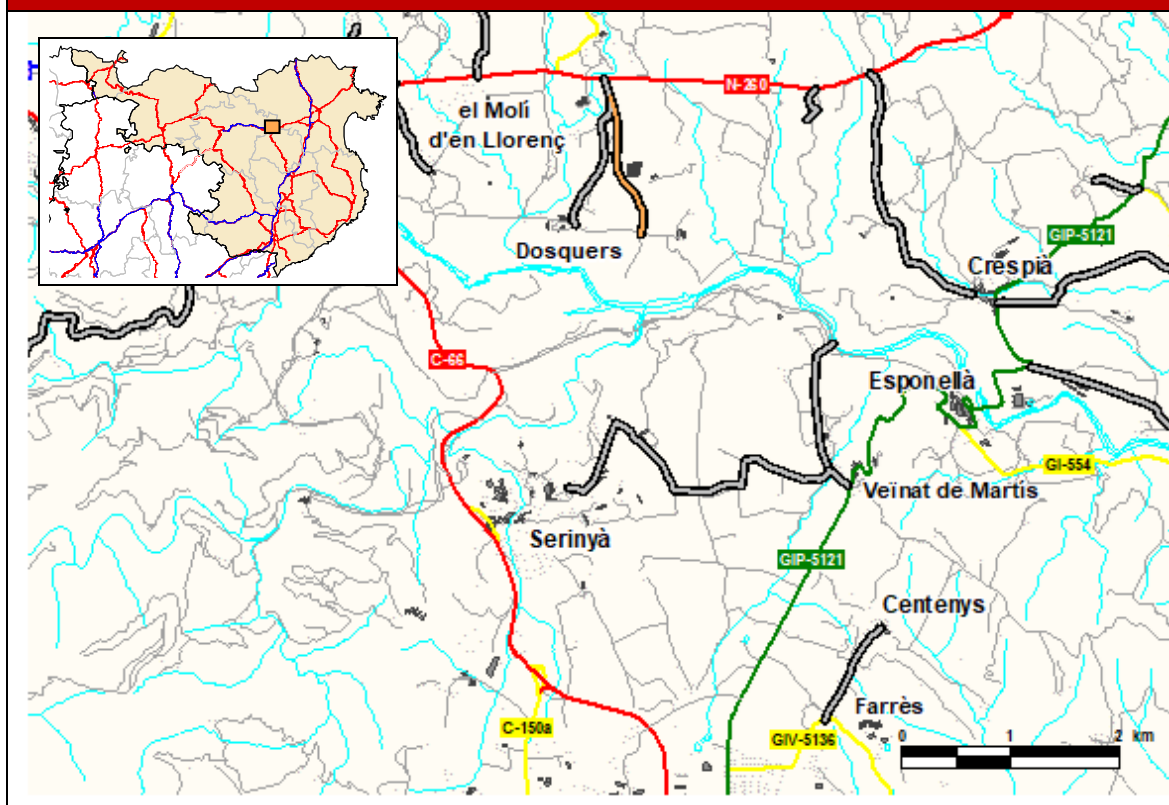 N-260
el Molí
d'en Llorenç
GIP-5121
Dosquers
Crespià
C-66
Esponellà
GI-554
Veïnat de Martís
Serinyà
GIP-5121
Centenys
Farrès
C-150a
GIV-5136
0 1 2 km